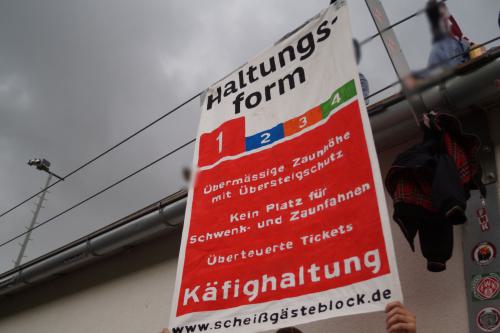 Haltungs-
form
1 2 3 4
Übermässige Zaunhöhe
mit Übersteigschutz
Kein Platz für
Schwenk- und Zaunfahnen
Überteuerte Tickets
Käfighaltung
www.scheißgästeblock.de